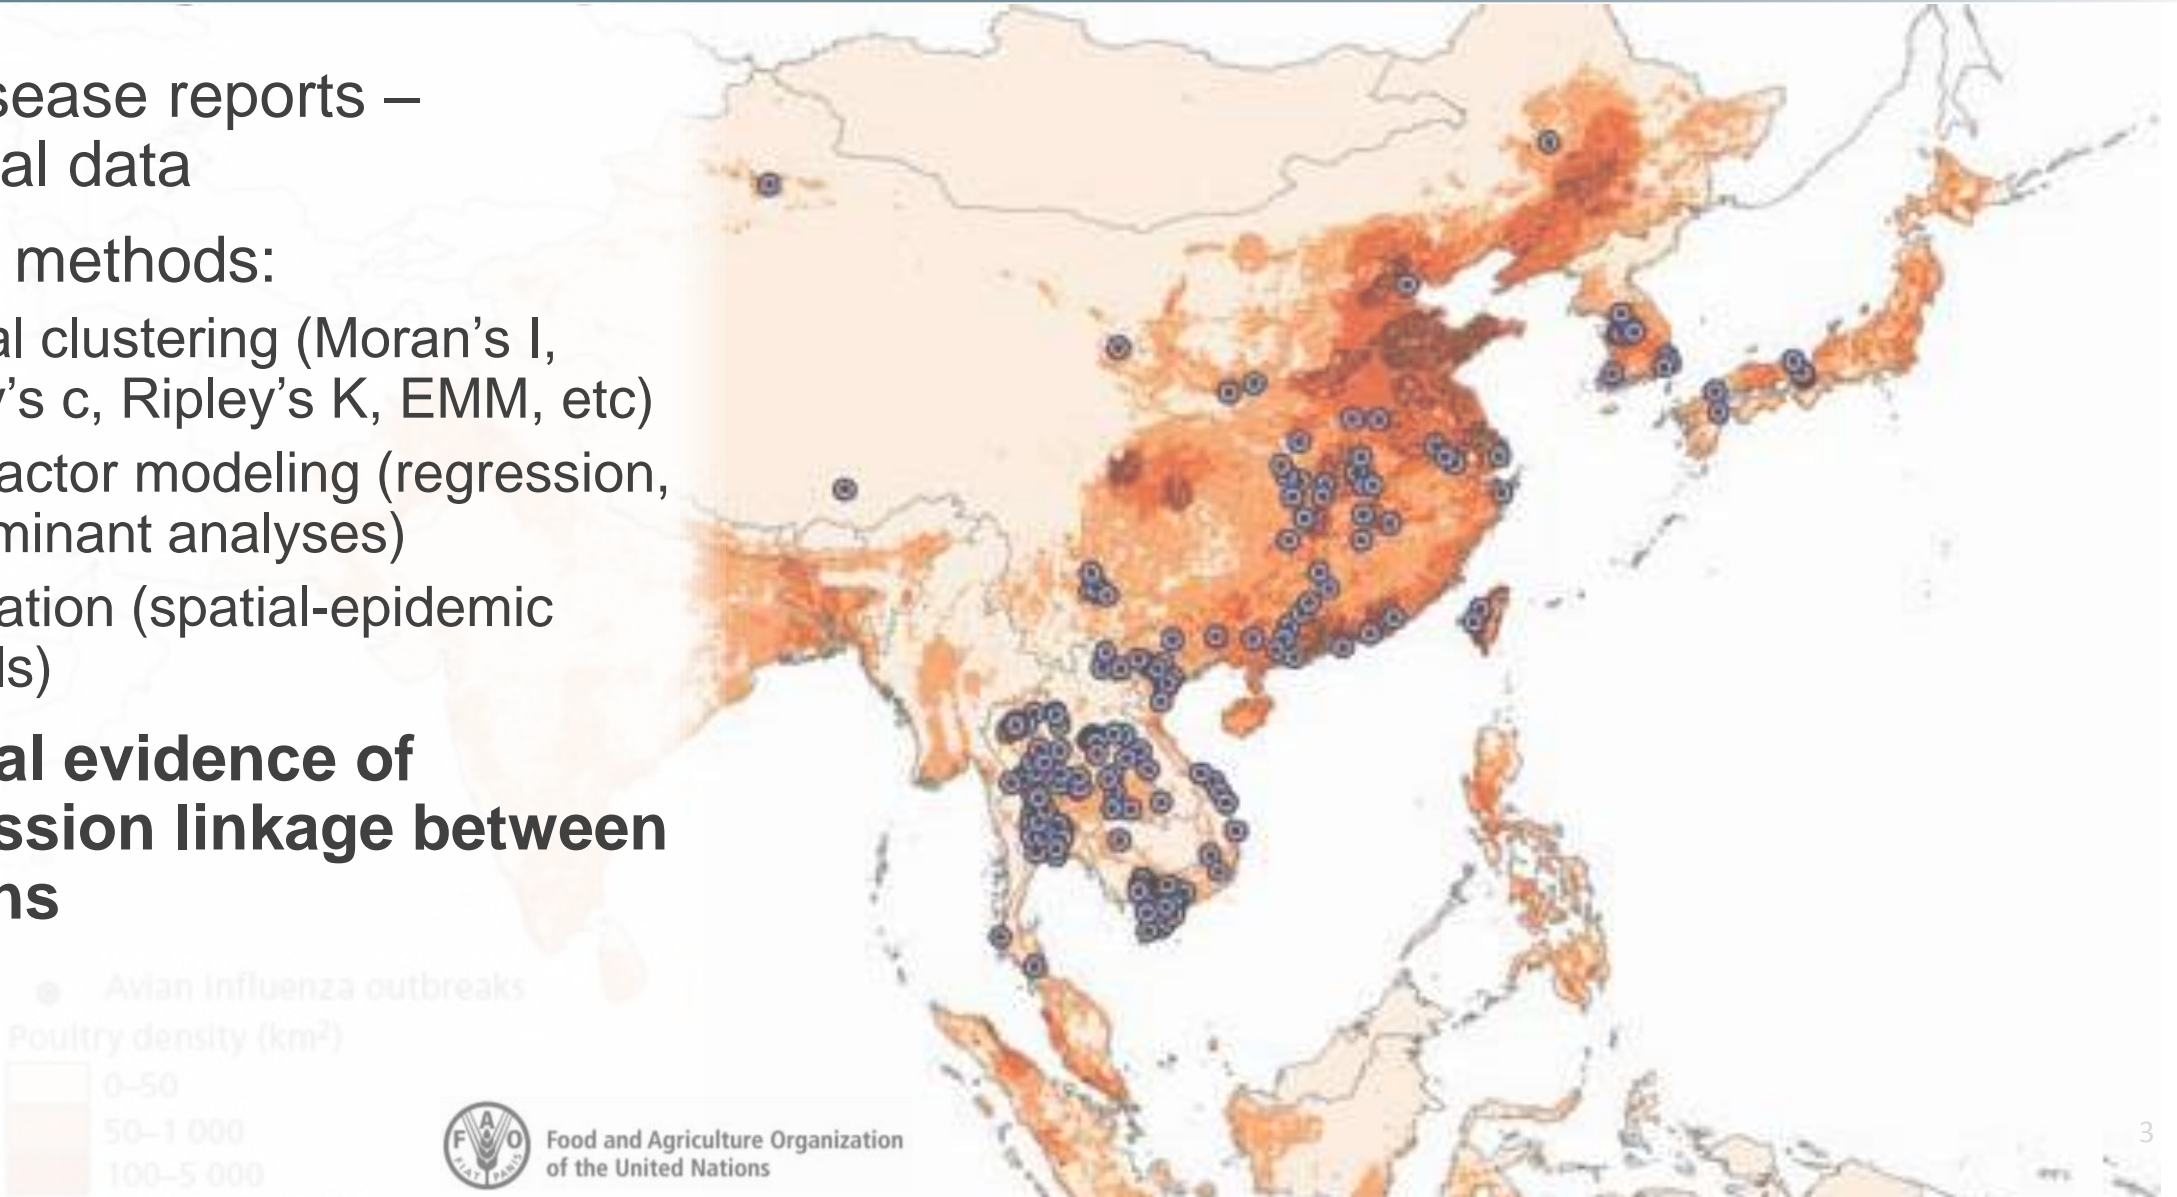 sease reports –
al data
methods:
al clustering (Moran’s I,
y’s c, Ripley’s K, EMM, etc)
actor modeling (regression,
minant analyses)
ation (spatial-epidemic
ls)
al evidence of
ssion linkage between
ns
Avian influenza outbreaks
Poultry density (km²)
0–50
50–1 000
100–5 000
F A O
FIAT PANIS
Food and Agriculture Organization
of the United Nations
3